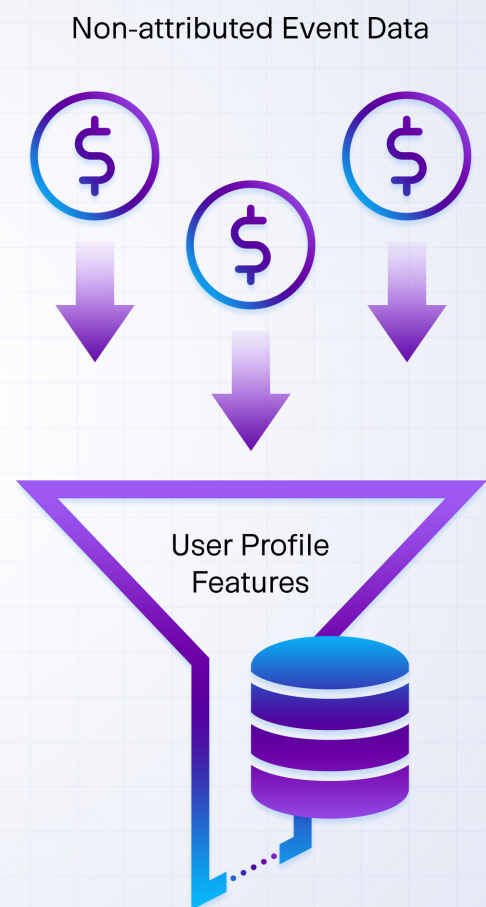 Non-attributed Event Data
$
$
$
User Profile
Features